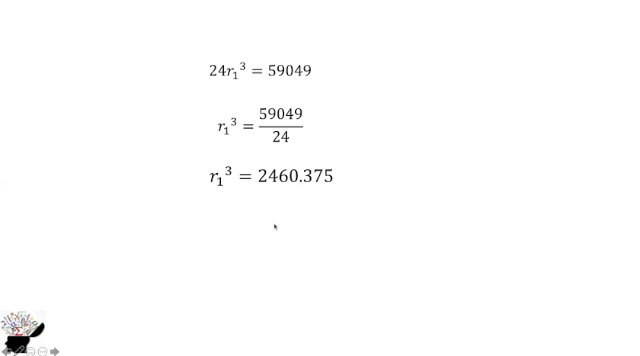 24r₁³ = 59049
r₁³ = 59049/24
r₁³ = 2460.375